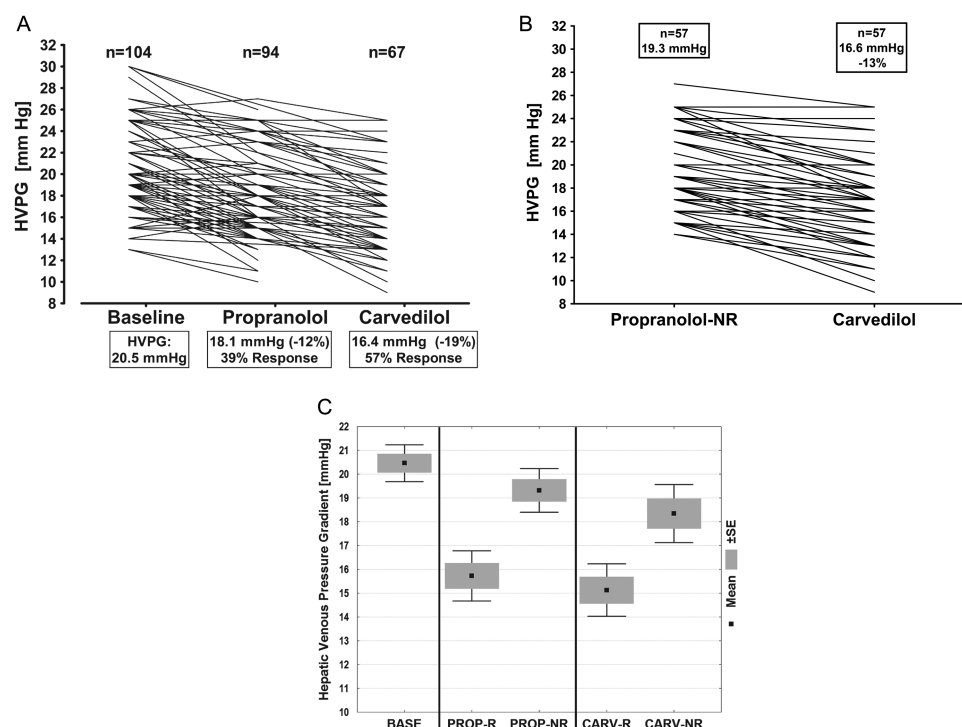 A
HVPG [mm Hg]
32
30
28
26
24
22
20
18
16
14
12
10
8
n=104
n=94
n=67
Baseline
Propranolol
Carvedilol
HVPG:
20.5 mmHg
18.1 mmHg (-12%)
39% Response
16.4 mmHg (-19%)
57% Response
B
HVPG [mm Hg]
32
30
28
26
24
22
20
18
16
14
12
10
8
n=57
19.3 mmHg
n=57
16.6 mmHg
-13%
Propranolol-NR
Carvedilol
C
Hepatic Venous Pressure Gradient [mmHg]
22
21
20
19
18
17
16
15
14
13
12
11
10
BASE
PROP-R
PROP-NR
CARV-R
CARV-NR
Mean
±SE